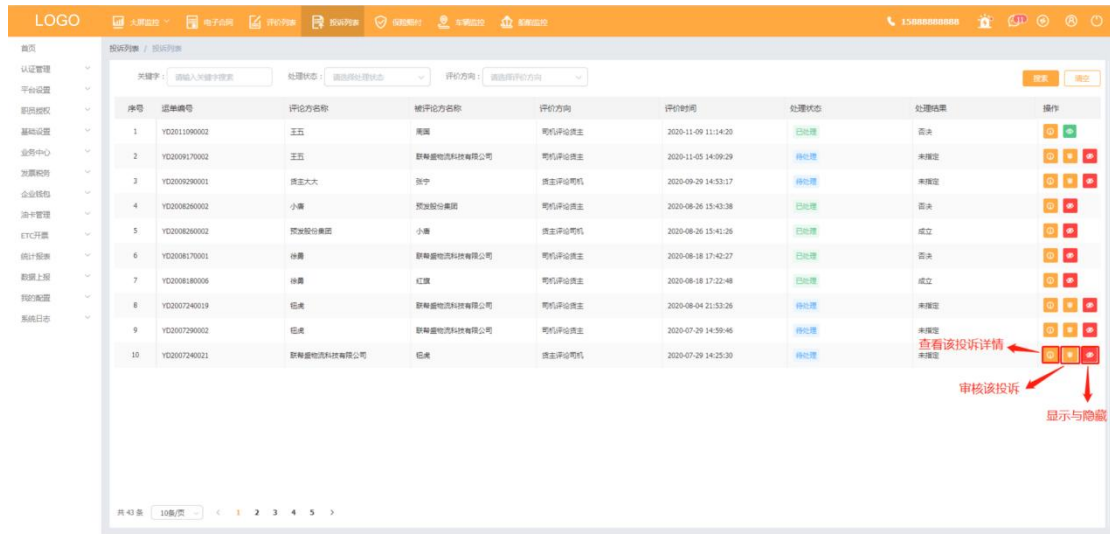 LOGO 大屏监控 电子合同 评价列表 投诉列表 保险赔付 车辆监控 船舶监控 15888888888
首页
认证管理
平台设置
职员授权
基础设置
业务中心
发票税务
企业钱包
油卡管理
ETC开票
统计报表
数据上报
我的配置
系统日志
投诉列表 / 投诉列表
关键字: 请输入关键字搜索 处理状态: 请选择处理状态 评价方向: 请选择评价方向 搜索 清空
序号 运单编号 评论方名称 被评论方名称 评价方向 评价时间 处理状态 处理结果 操作
1 YD2011090002 王五 周国 司机评论货主 2020-11-09 11:14:20 已处理 否决
2 YD2009170002 王五 联帮盛物流科技有限公司 司机评论货主 2020-11-05 14:09:29 待处理 未指定
3 YD2009290001 货主大大 张宁 货主评论司机 2020-09-29 14:53:17 待处理 未指定
4 YD2008260002 小唐 预发股份集团 司机评论货主 2020-08-26 15:43:38 已处理 否决
5 YD2008260002 预发股份集团 小唐 货主评论司机 2020-08-26 15:41:26 已处理 成立
6 YD2008170001 徐勇 联帮盛物流科技有限公司 司机评论货主 2020-08-18 17:42:27 已处理 否决
7 YD2008180006 徐勇 红旗 司机评论货主 2020-08-18 17:22:48 已处理 成立
8 YD2007240019 钮虎 联帮盛物流科技有限公司 司机评论货主 2020-08-04 21:53:26 待处理 未指定
9 YD2007290002 钮虎 联帮盛物流科技有限公司 司机评论货主 2020-07-29 14:59:46 待处理 未指定
10 YD2007240021 联帮盛物流科技有限公司 钮虎 货主评论司机 2020-07-29 14:25:30 待处理 未指定
查看该投诉详情
审核该投诉
显示与隐藏
共 43 条 10条/页 < 1 2 3 4 5 >